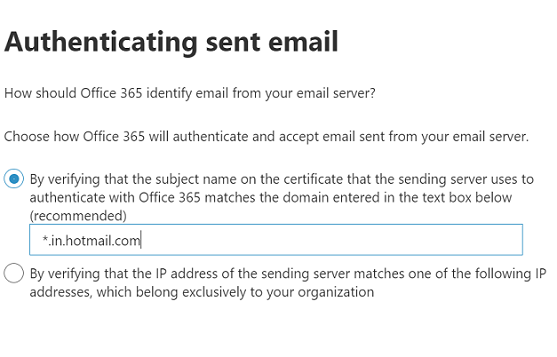 Authenticating sent email
How should Office 365 identify email from your email server?
Choose how Office 365 will authenticate and accept email sent from your email server.
By verifying that the subject name on the certificate that the sending server uses to
authenticate with Office 365 matches the domain entered in the text box below
(recommended)
*.in.hotmail.com
By verifying that the IP address of the sending server matches one of the following IP
addresses, which belong exclusively to your organization